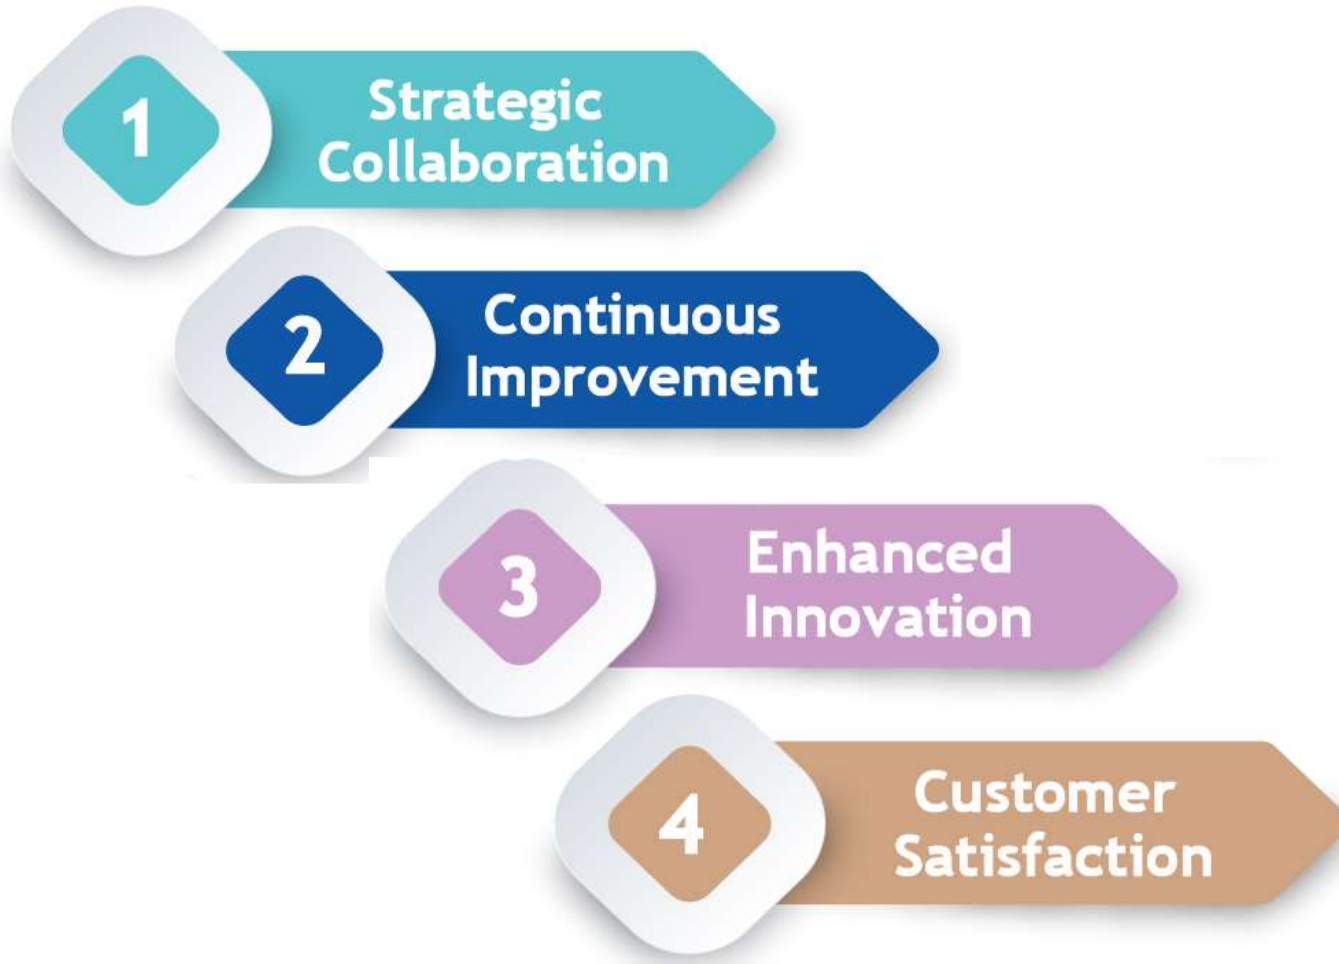 1
Strategic
Collaboration
2
Continuous
Improvement
3
Enhanced
Innovation
4
Customer
Satisfaction